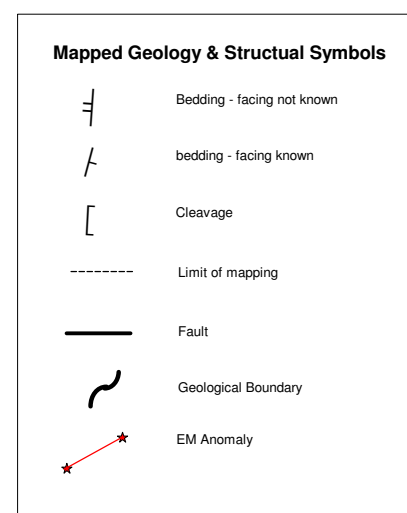 Mapped Geology & Structual Symbols
Bedding - facing not known
bedding - facing known
Cleavage
Limit of mapping
Fault
Geological Boundary
EM Anomaly